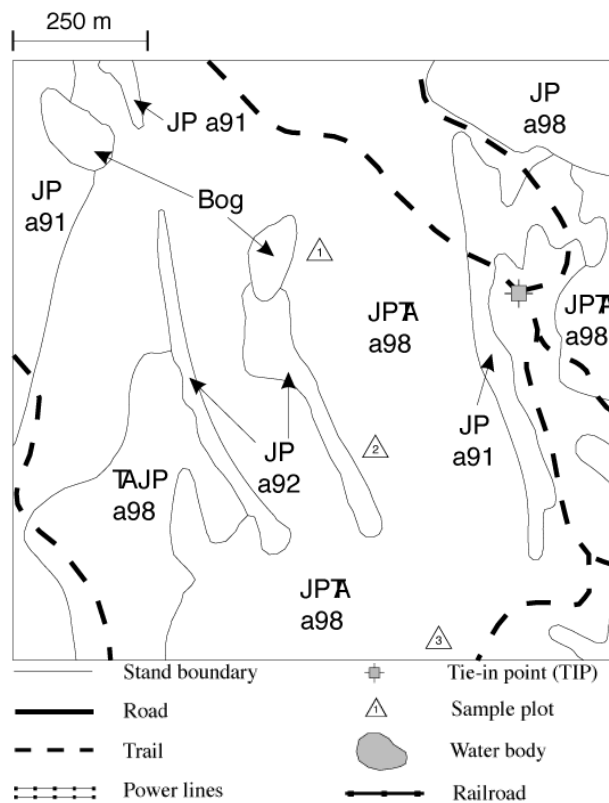 250 m
JP a91
JP
a98
JP
a91
Bog
1
JPTA
a98
JPTA
a98
JP
a91
2
JP
a92
TAJP
a98
JPTA
a98
3
Stand boundary
Tie-in point (TIP)
Road
1
Sample plot
Trail
Water body
Power lines
Railroad